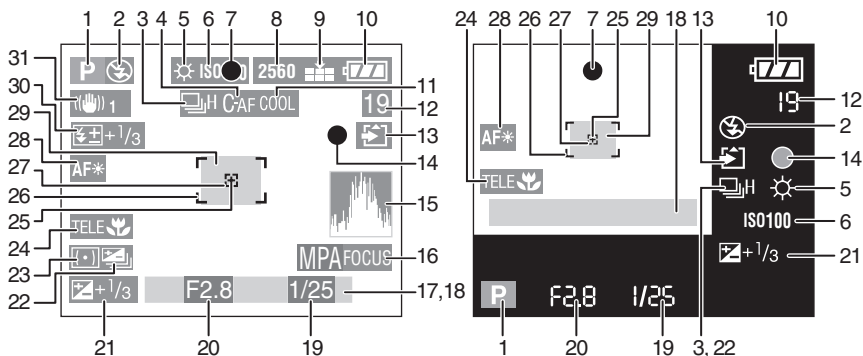 1 2 4 5 6 7 8 9 10 24 28 26 27 7 25 29 18 13 10
P ISO 2560
31 11
1 H C-AF COOL 19
30 3 12 19 12
+1/3
29 13 2
28 AF✳ 14 AF✳ 14
27 TELE H 5
26 15 ISO100 6
25
24 TELE
MPA FOCUS 16 +1/3 21
23
22
+1/3 F2.8 1/25 17,18 P F2.8 1/25
21 20 19 1 20 19 3, 22